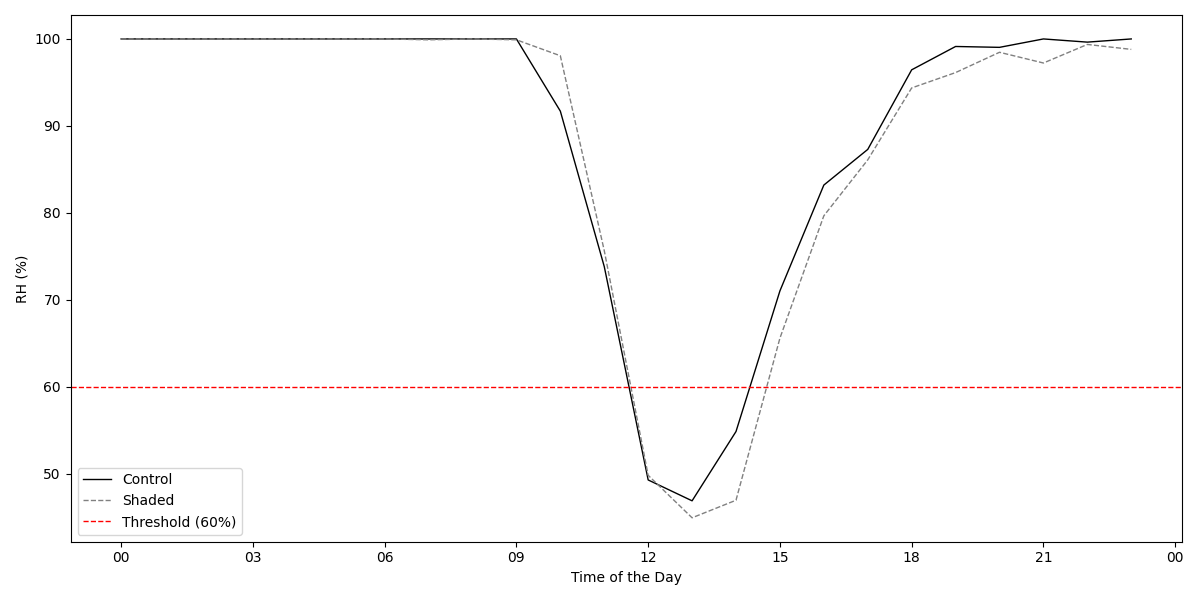 100
90
80
70
60
50
RH (%)
Control
Shaded
Threshold (60%)
00 03 06 09 12 15 18 21 00
Time of the Day